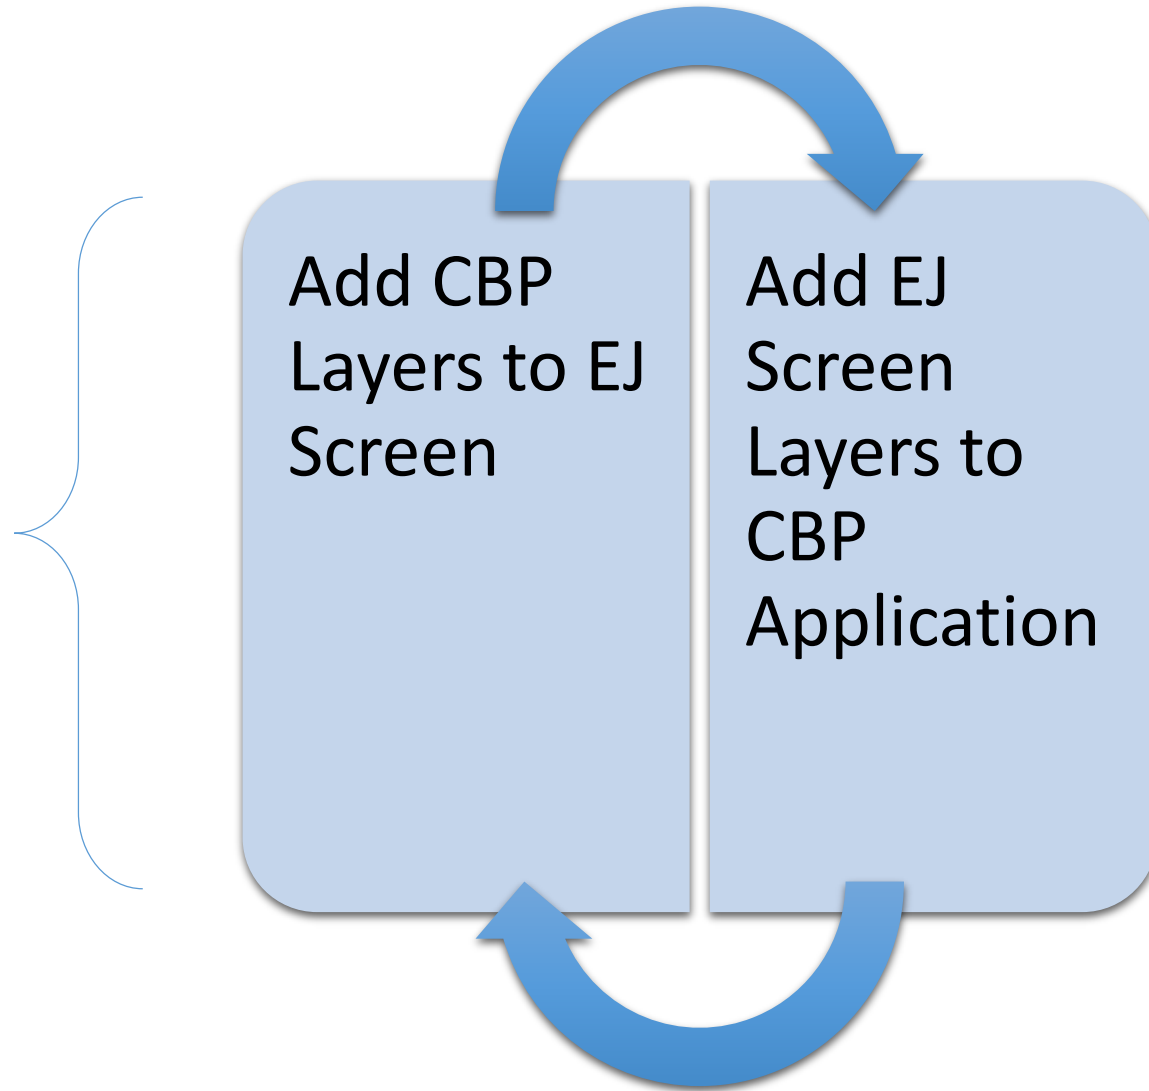 Add CBP
Layers to EJ
Screen
Add EJ
Screen
Layers to
CBP
Application